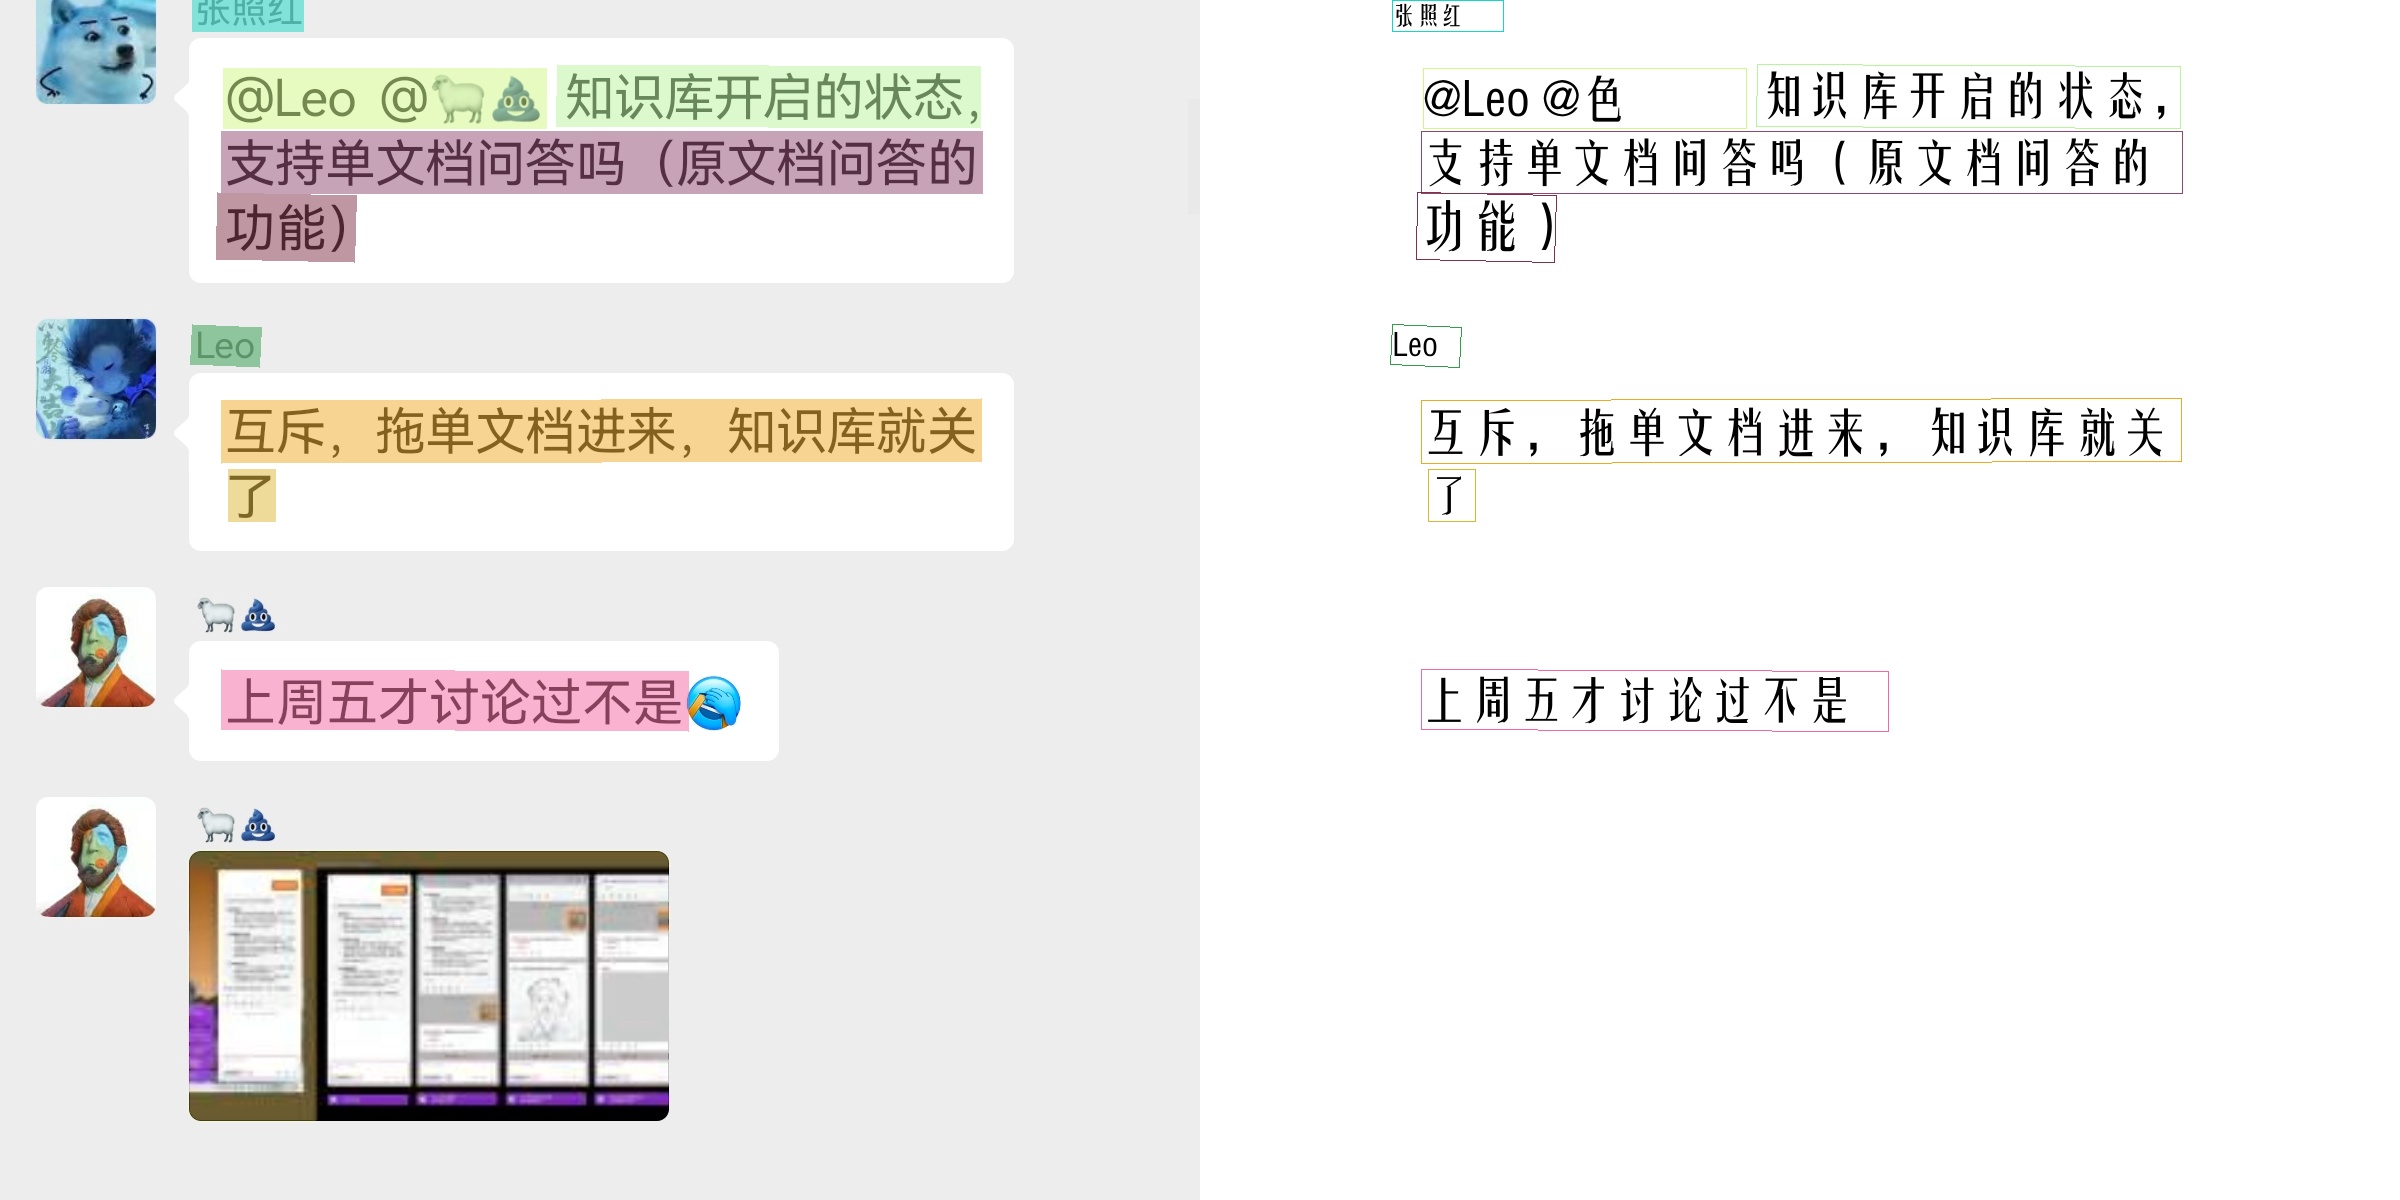 张照红
张照红
@Leo @🐑💩 知识库开启的状态,
@Leo @色 知识库开启的状态,
支持单文档问答吗（原文档问答的
支持单文档问答吗（原文档问答的
功能）
功能）
Leo
Leo
互斥，拖单文档进来，知识库就关
互斥，拖单文档进来，知识库就关
了
了
🐑💩
上周五才讨论过不是🤣
上周五才讨论过不是
🐑💩